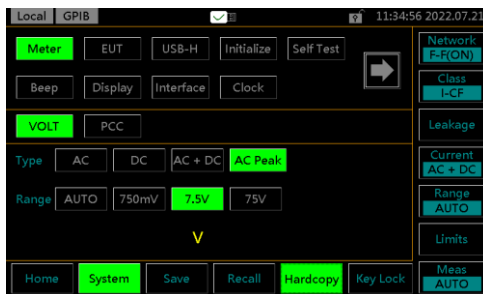 Local GPIB 11:34:56 2022.07.21
Meter EUT USB-H Initialize Self Test
Beep Display Interface Clock
VOLT PCC
Type AC DC AC + DC AC Peak
Range AUTO 750mV 7.5V 75V
V
Home System Save Recall Hardcopy Key Lock
Network
F-F(ON)
Class
I-CF
Leakage
Current
AC + DC
Range
AUTO
Limits
Meas
AUTO